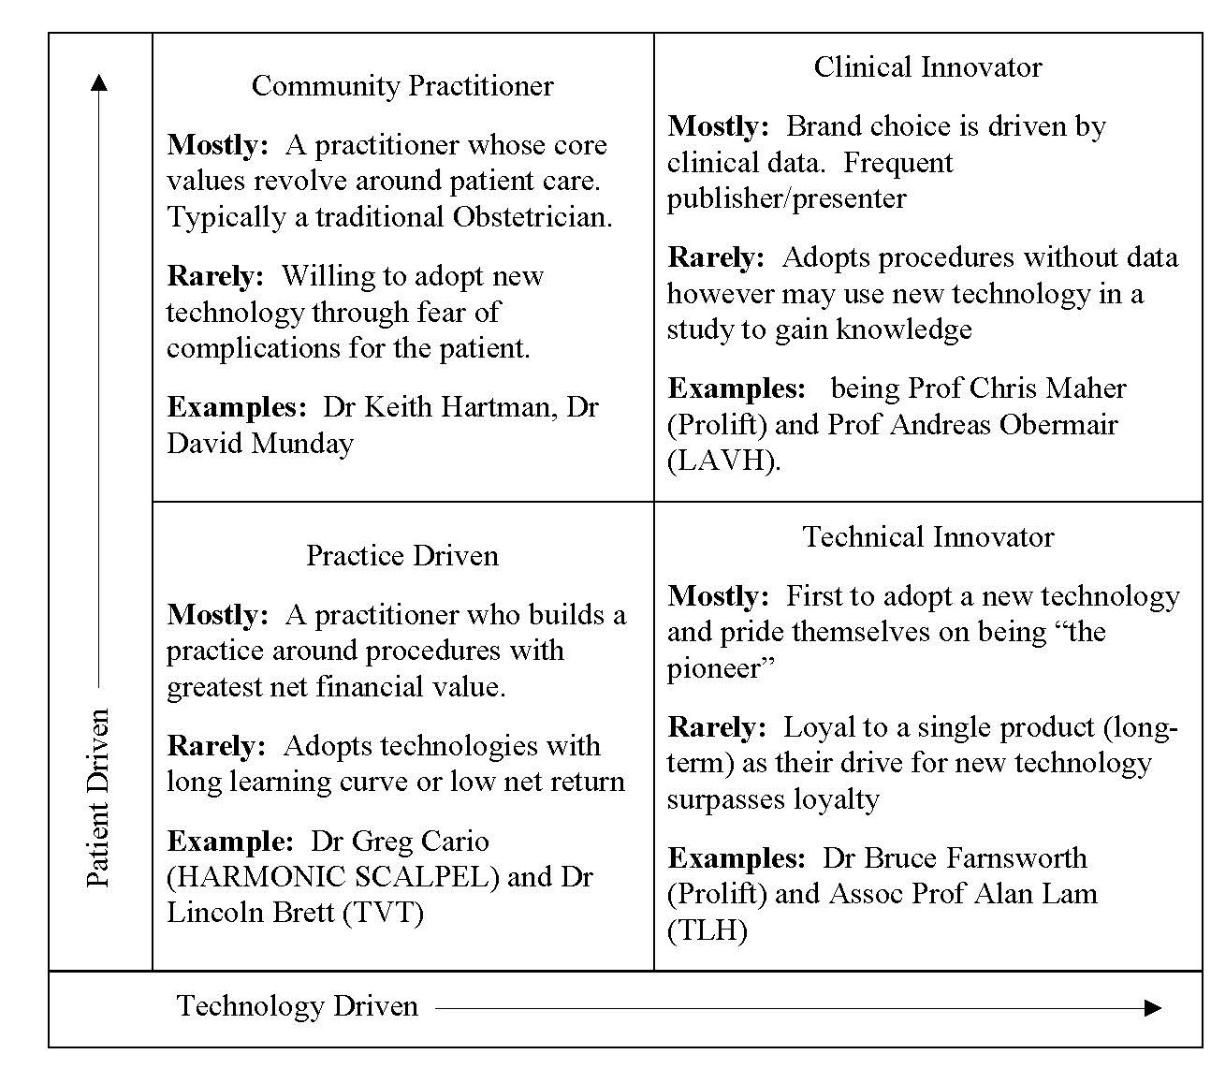 Community Practitioner
Mostly: A practitioner whose core
values revolve around patient care.
Typically a traditional Obstetrician.
Rarely: Willing to adopt new
technology through fear of
complications for the patient.
Examples: Dr Keith Hartman, Dr
David Munday
Clinical Innovator
Mostly: Brand choice is driven by
clinical data. Frequent
publisher/presenter
Rarely: Adopts procedures without data
however may use new technology in a
study to gain knowledge
Examples: being Prof Chris Maher
(Prolift) and Prof Andreas Obermair
(LAVH).
Practice Driven
Mostly: A practitioner who builds a
practice around procedures with
greatest net financial value.
Rarely: Adopts technologies with
long learning curve or low net return
Example: Dr Greg Cario
(HARMONIC SCALPEL) and Dr
Lincoln Brett (TVT)
Technical Innovator
Mostly: First to adopt a new technology
and pride themselves on being “the
pioneer”
Rarely: Loyal to a single product (long-
term) as their drive for new technology
surpasses loyalty
Examples: Dr Bruce Farnsworth
(Prolift) and Assoc Prof Alan Lam
(TLH)
Patient Driven
Technology Driven